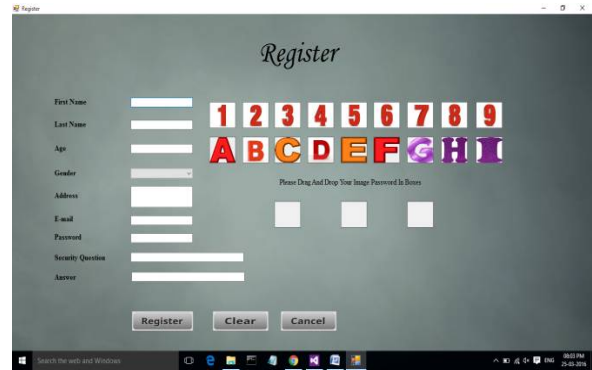 Register
Register
First Name
Last Name
Age
Gender
Address
E-mail
Password
Security Question
Answer
1 2 3 4 5 6 7 8 9
A B C D E F G H I
Please Drag And Drop Your Image Password In Boxes
Register Clear Cancel
Search the web and Windows
ENG
08:03 PM
25-03-2016